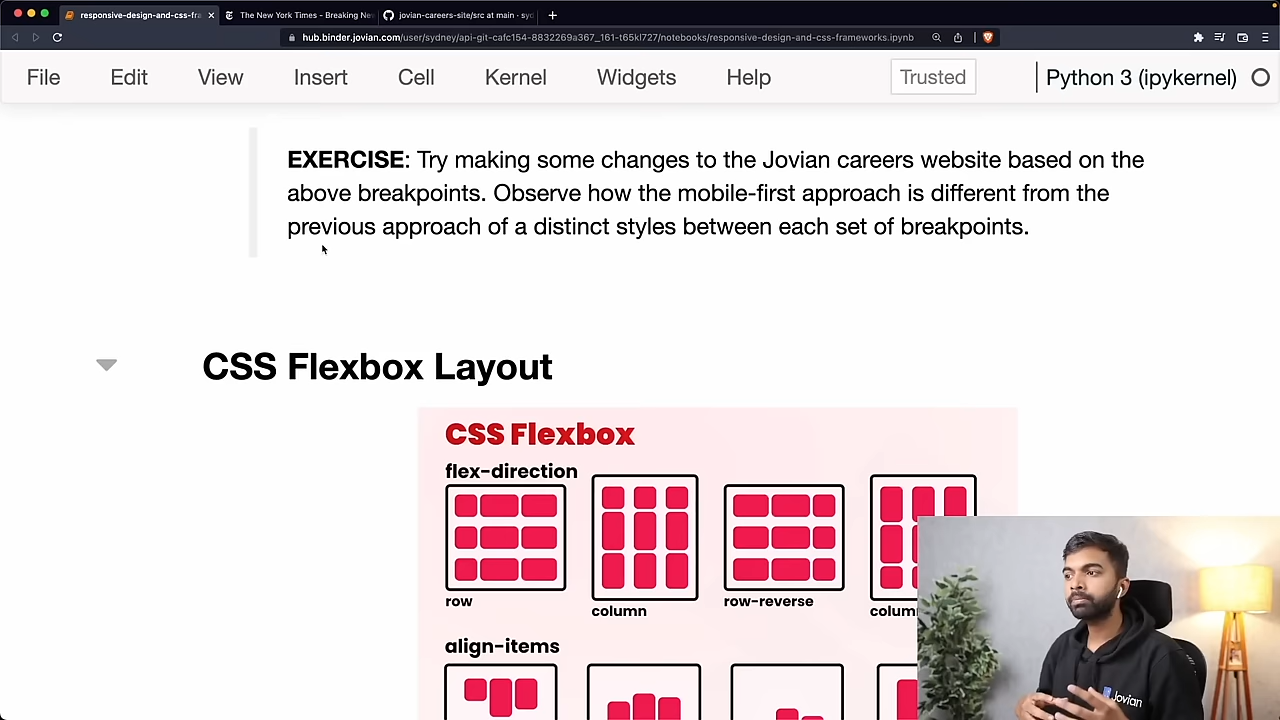 responsive-design-and-css-fra
The New York Times - Breaking New
jovian-careers-site/src at main · syd
hub.binder.jovian.com/user/sydney/api-git-cafc154-8832269a367_161-t65kl727/notebooks/responsive-design-and-css-frameworks.ipynb
File Edit View Insert Cell Kernel Widgets Help Trusted Python 3 (ipykernel)
EXERCISE: Try making some changes to the Jovian careers website based on the
above breakpoints. Observe how the mobile-first approach is different from the
previous approach of a distinct styles between each set of breakpoints.
CSS Flexbox Layout
CSS Flexbox
flex-direction
row
column
row-reverse
colum
align-items
Jovian